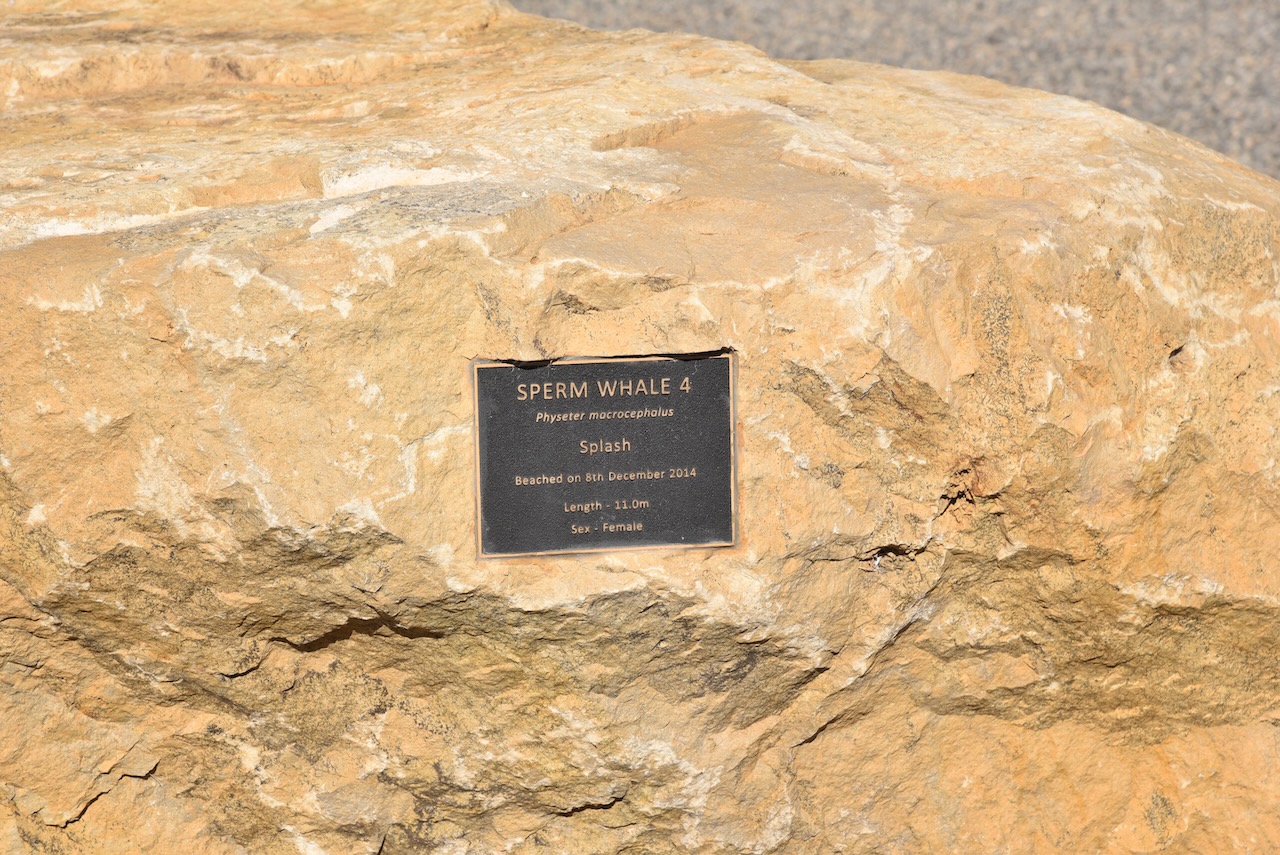 SPERM WHALE 4
Physeter macrocephalus
Splash
Beached on 8th December 2014
Length - 11.0m
Sex - Female